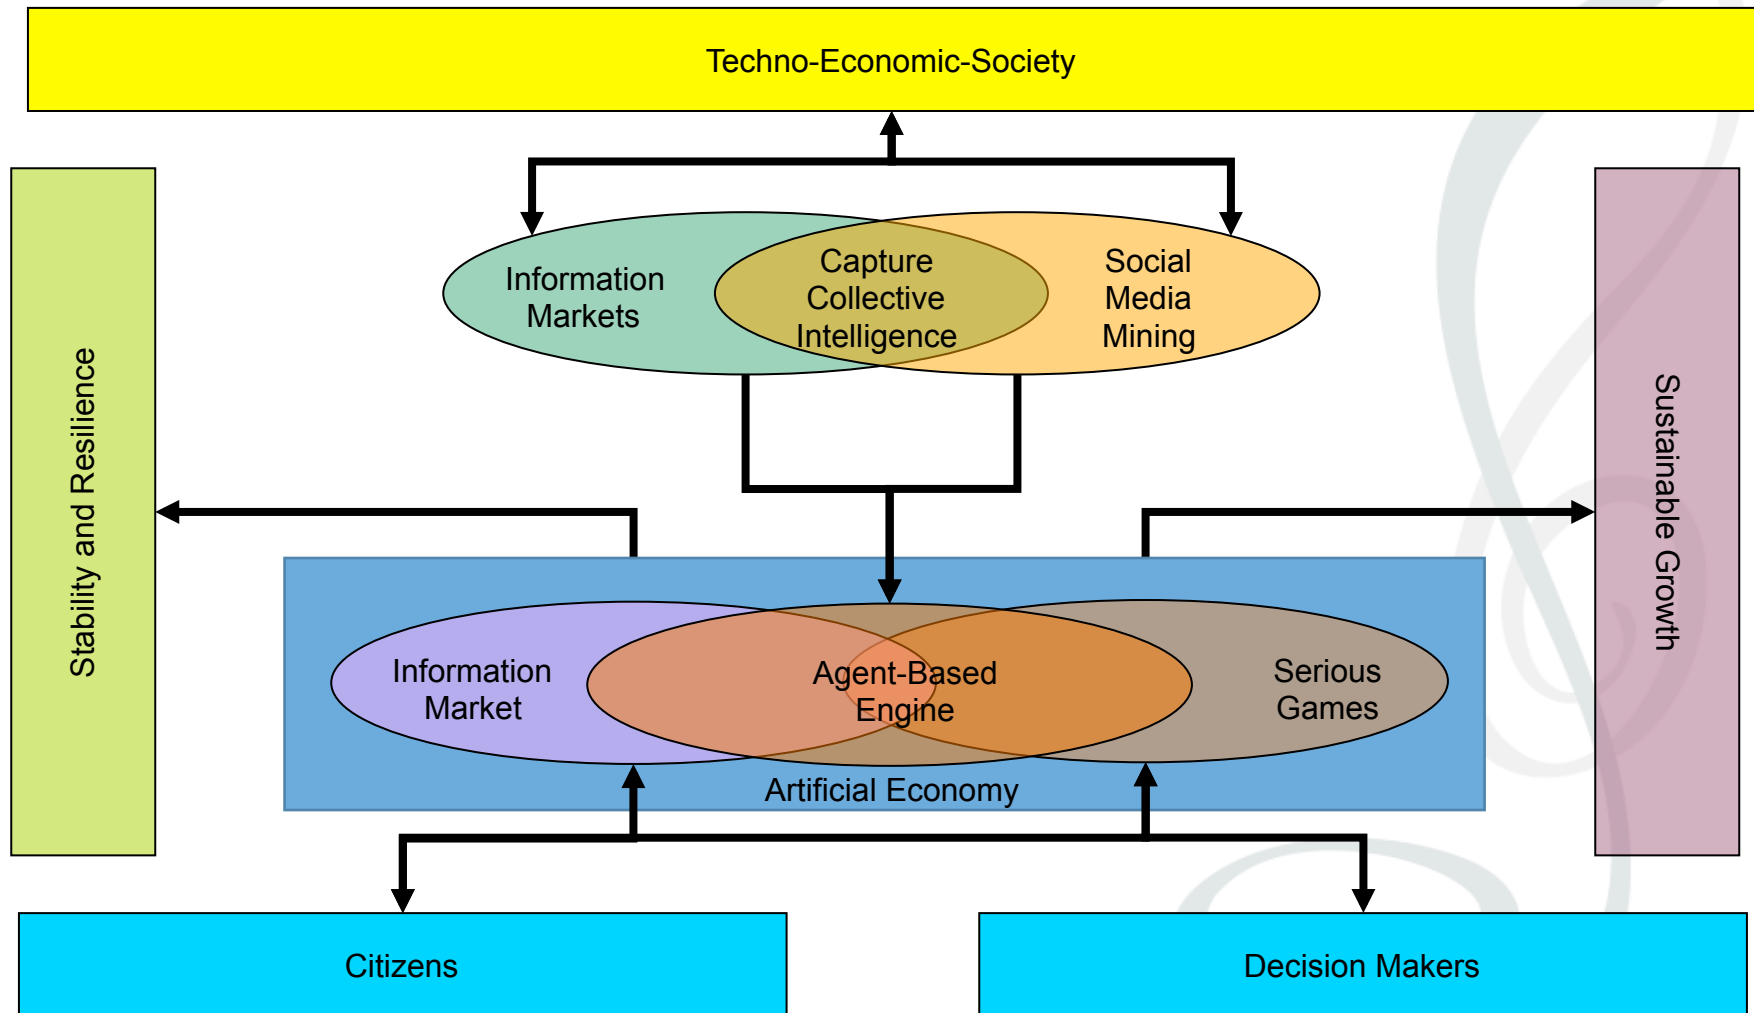 Techno-Economic-Society
Stability and Resilience
Information
Markets
Capture
Collective
Intelligence
Social
Media
Mining
Sustainable Growth
Information
Market
Agent-Based
Engine
Serious
Games
Artificial Economy
Citizens
Decision Makers